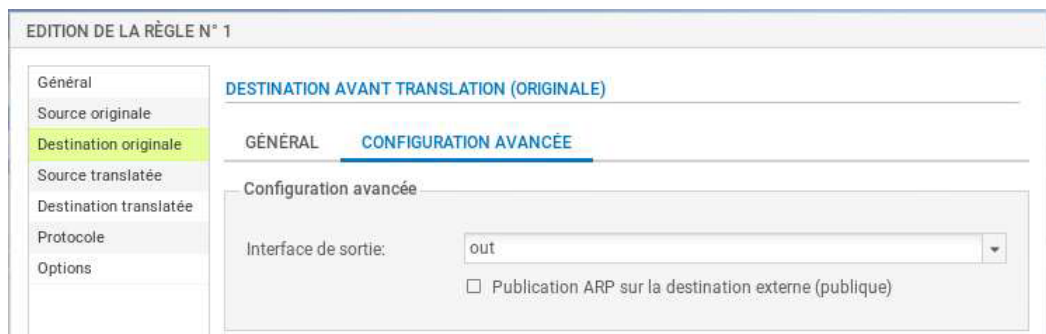 EDITION DE LA RÈGLE N° 1
Général
Source originale
Destination originale
Source translatée
Destination translatée
Protocole
Options
DESTINATION AVANT TRANSLATION (ORIGINALE)
GÉNÉRAL CONFIGURATION AVANCÉE
Configuration avancée
Interface de sortie: out
Publication ARP sur la destination externe (publique)